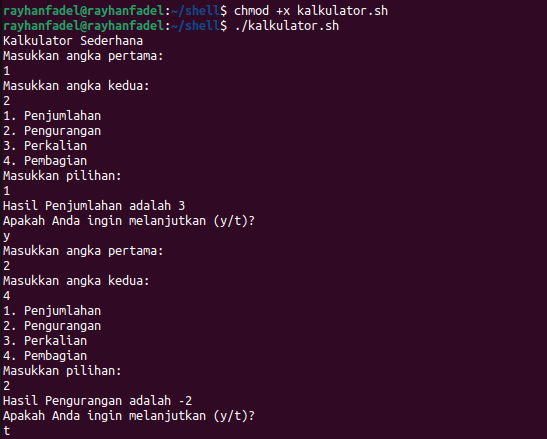 rayhanfadel@rayhanfadel:~/shell$ chmod +x kalkulator.sh
rayhanfadel@rayhanfadel:~/shell$ ./kalkulator.sh
Kalkulator Sederhana
Masukkan angka pertama:
1
Masukkan angka kedua:
2
1. Penjumlahan
2. Pengurangan
3. Perkalian
4. Pembagian
Masukkan pilihan:
1
Hasil Penjumlahan adalah 3
Apakah Anda ingin melanjutkan (y/t)?
y
Masukkan angka pertama:
2
Masukkan angka kedua:
4
1. Penjumlahan
2. Pengurangan
3. Perkalian
4. Pembagian
Masukkan pilihan:
2
Hasil Pengurangan adalah -2
Apakah Anda ingin melanjutkan (y/t)?
t